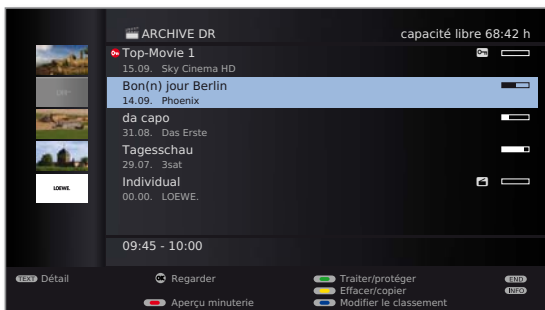 ARCHIVE DR capacité libre 68:42 h
Top-Movie 1
15.09. Sky Cinema HD
Bon(n) jour Berlin
14.09. Phoenix
da capo
31.08. Das Erste
Tagesschau
29.07. 3sat
Individual
00.00. LOEWE.
LOEWE.
09:45 - 10:00
TEXT Détail OK Regarder Traiter/protéger END
Effacer/copier INFO
Aperçu minuterie Modifier le classement